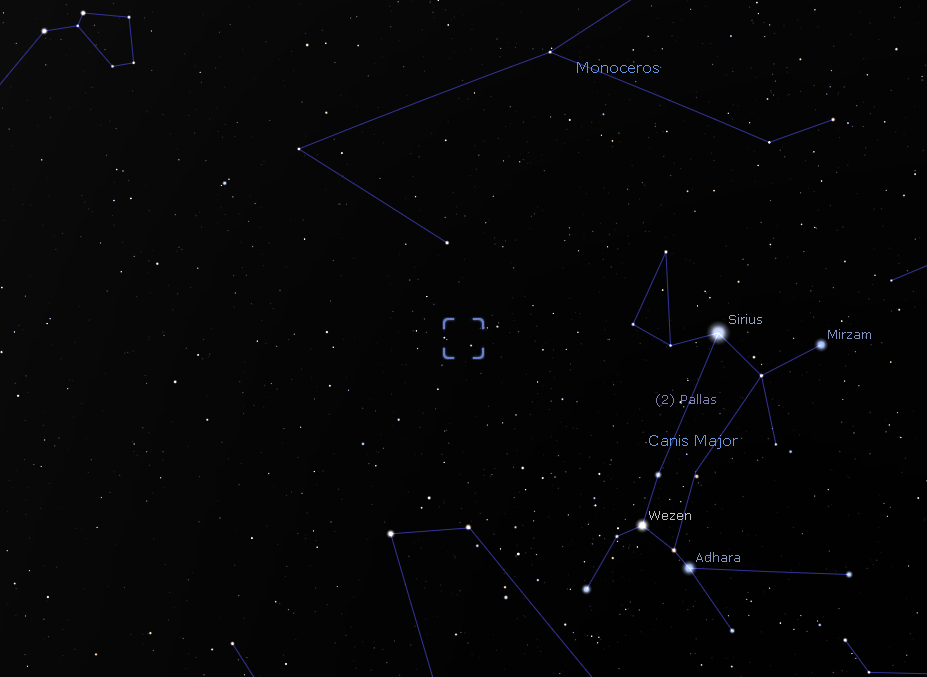 Monoceros
Sirius
Mirzam
(2) Pallas
Canis Major
Wezen
Adhara